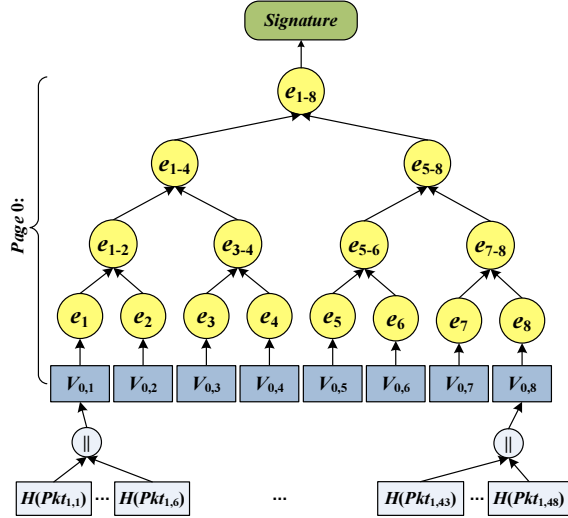 Signature
e1-8
e1-4 e5-8
Page 0:
e1-2 e3-4 e5-6 e7-8
e1 e2 e3 e4 e5 e6 e7 e8
V0,1 V0,2 V0,3 V0,4 V0,5 V0,6 V0,7 V0,8
|| ||
H(Pkt1,1) ... H(Pkt1,6) ... H(Pkt1,43) ... H(Pkt1,48)